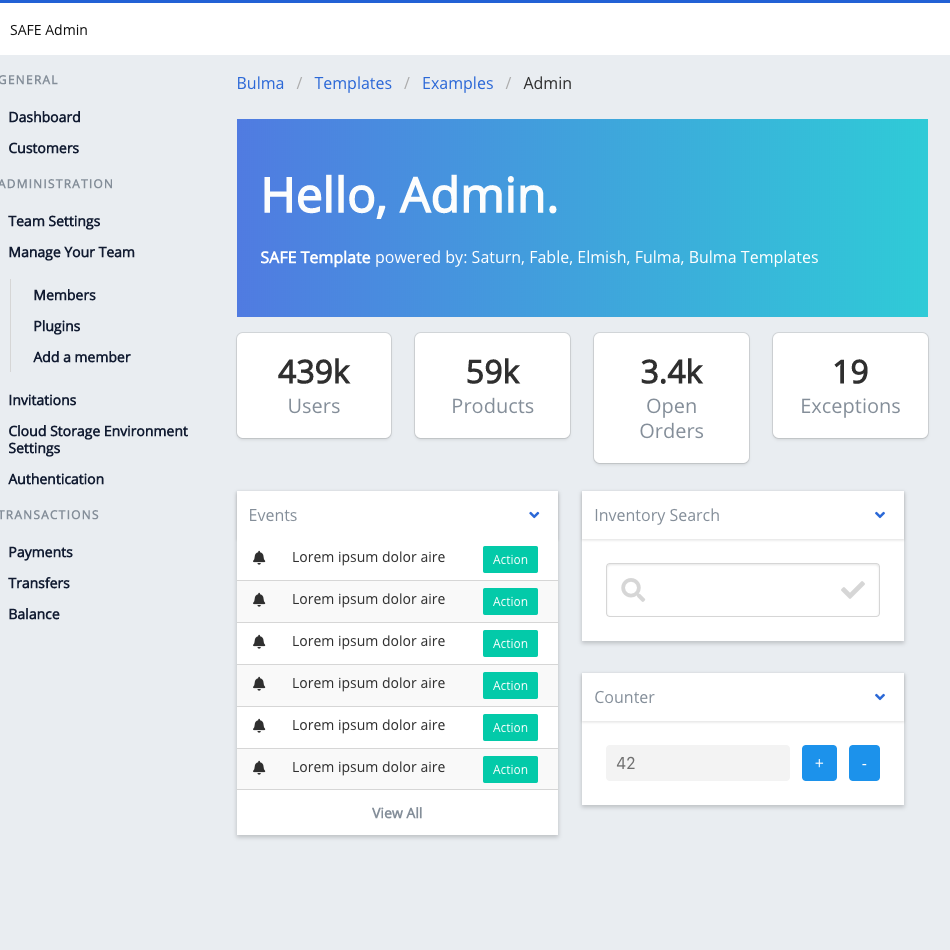 SAFE Admin
GENERAL
Dashboard
Customers
ADMINISTRATION
Team Settings
Manage Your Team
Members
Plugins
Add a member
Invitations
Cloud Storage Environment
Settings
Authentication
TRANSACTIONS
Payments
Transfers
Balance
Bulma / Templates / Examples / Admin
Hello, Admin.
SAFE Template powered by: Saturn, Fable, Elmish, Fulma, Bulma Templates
439k
Users
59k
Products
3.4k
Open
Orders
19
Exceptions
Events
Lorem ipsum dolor aire Action
Lorem ipsum dolor aire Action
Lorem ipsum dolor aire Action
Lorem ipsum dolor aire Action
Lorem ipsum dolor aire Action
Lorem ipsum dolor aire Action
View All
Inventory Search
Counter
42 + -